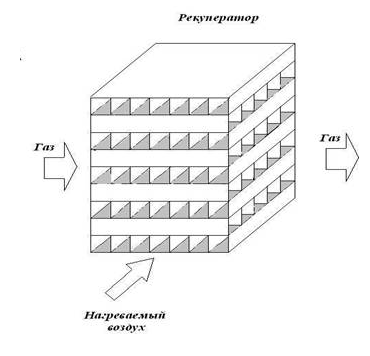 Рекуператор
Газ
Газ
Нагреваемый
воздух